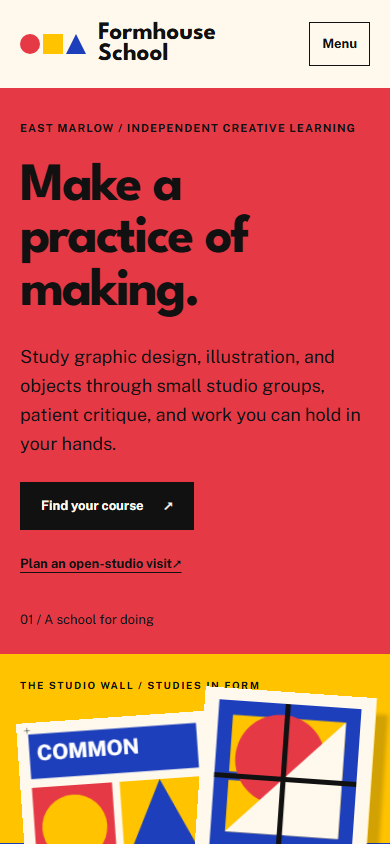 Formhouse
School
Menu
EAST MARLOW / INDEPENDENT CREATIVE LEARNING
Make a
practice of
making.
Study graphic design, illustration, and
objects through small studio groups,
patient critique, and work you can hold in
your hands.
Find your course ↗
Plan an open-studio visit↗
01 / A school for doing
THE STUDIO WALL / STUDIES IN FORM
COMMON